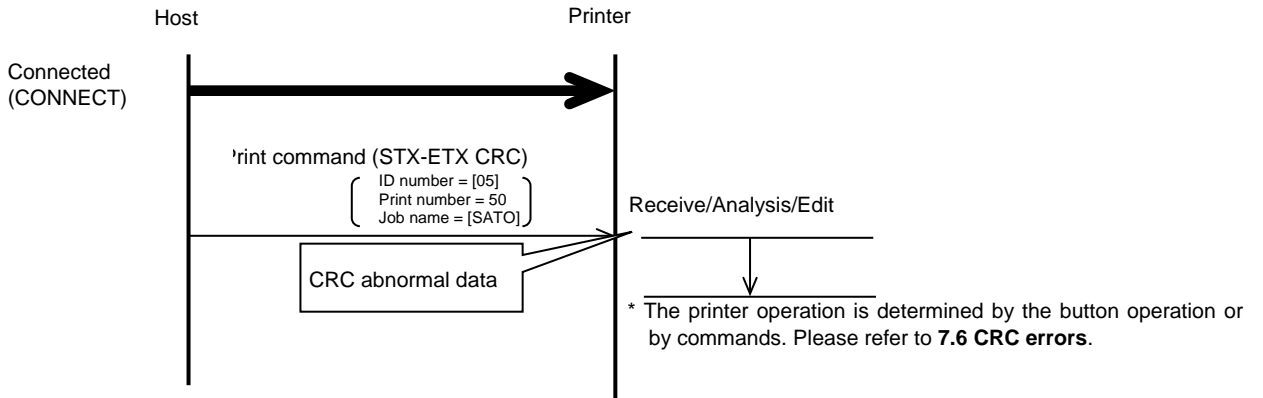 Host
Printer
Connected
(CONNECT)
Print command (STX-ETX CRC)
ID number = [05]
Print number = 50
Job name = [SATO]
Receive/Analysis/Edit
CRC abnormal data
* The printer operation is determined by the button operation or
by commands. Please refer to 7.6 CRC errors.